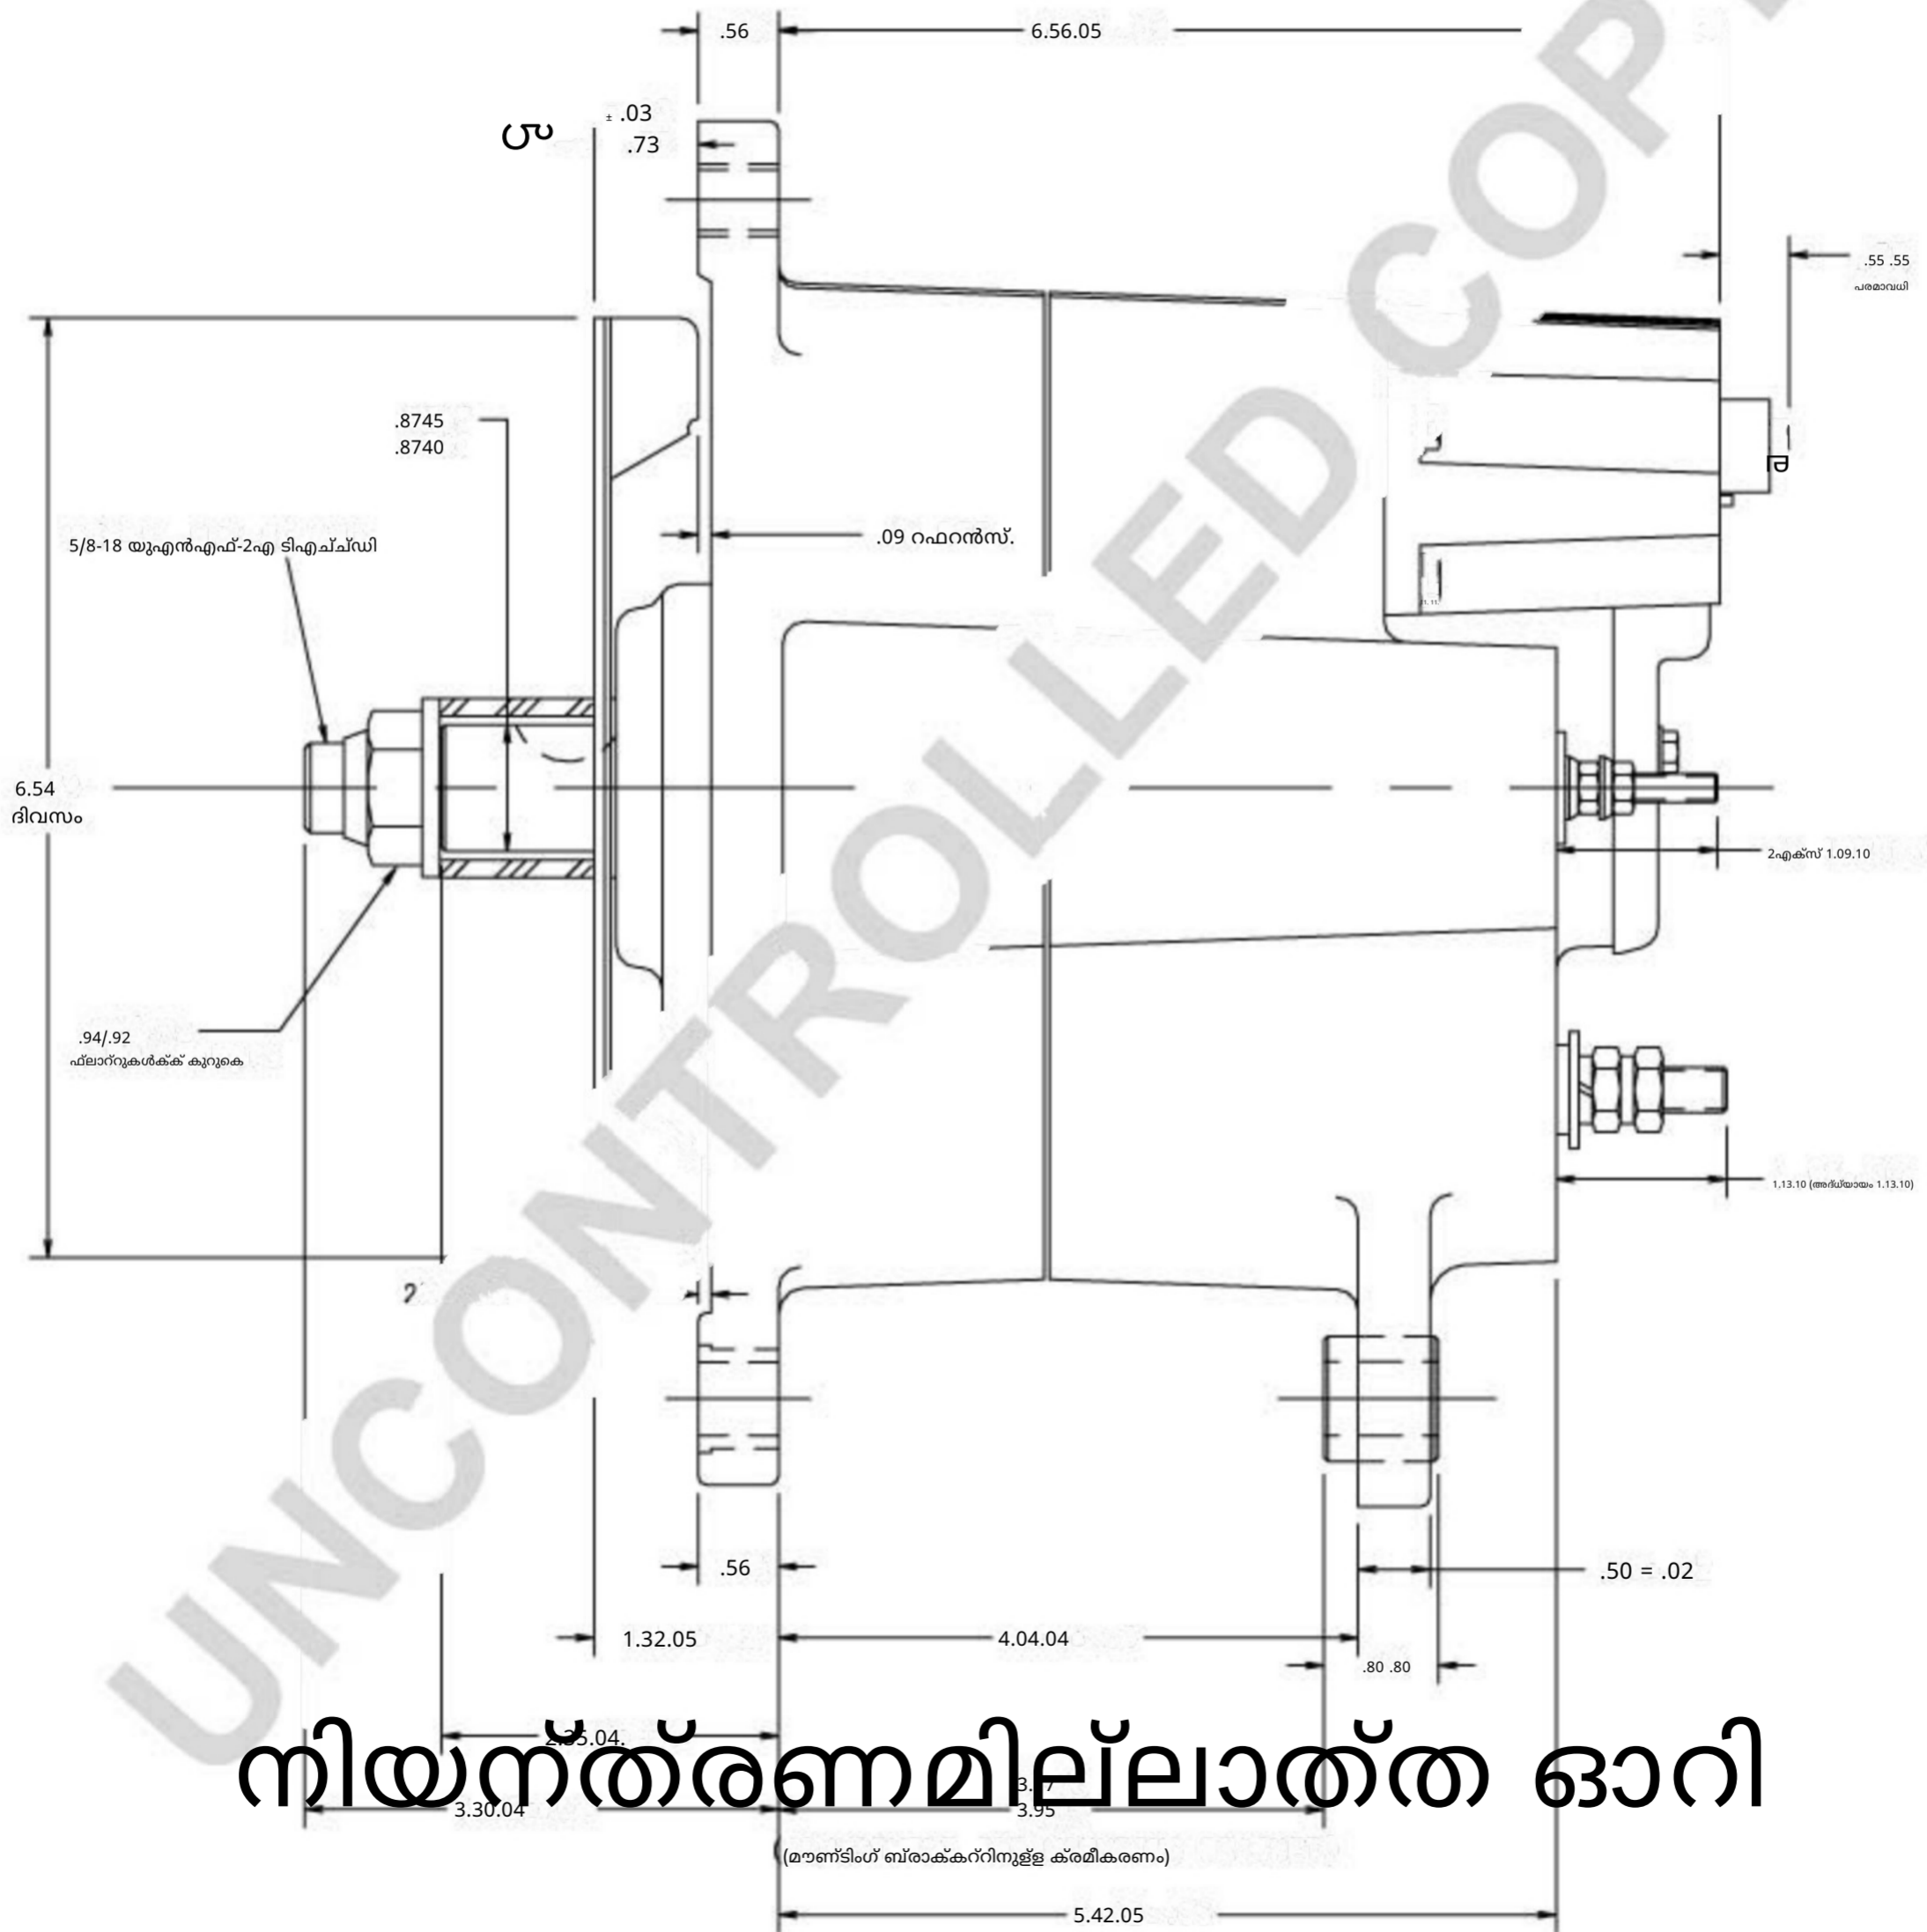 .56
6.56.05
± .03
.73
.55 .55
പരമാവധി
.8745
.8740
5/8-18 യുഎൻഎഫ്-2എ ടിഎച്ച്ഡി
.09 റഫറൻസ്.
6.54
ദിവസം
2എക്സ് 1.09.10
.94/.92
ഫ്ലാറ്റുകൾക്ക് കുറുകെ
1.13.10 (അദ്ധ്യായം 1.13.10)
.56
.50 = .02
1.32.05
4.04.04
.80 .80
2.35.04.
നിയന്ത്രണമില്ലാത്ത ഓറി
3.30.04
3.95
(മൗണ്ടിംഗ് ബ്രാക്കറ്റിനുള്ള ക്രമീകരണം)
5.42.05
UNCONTROLLED